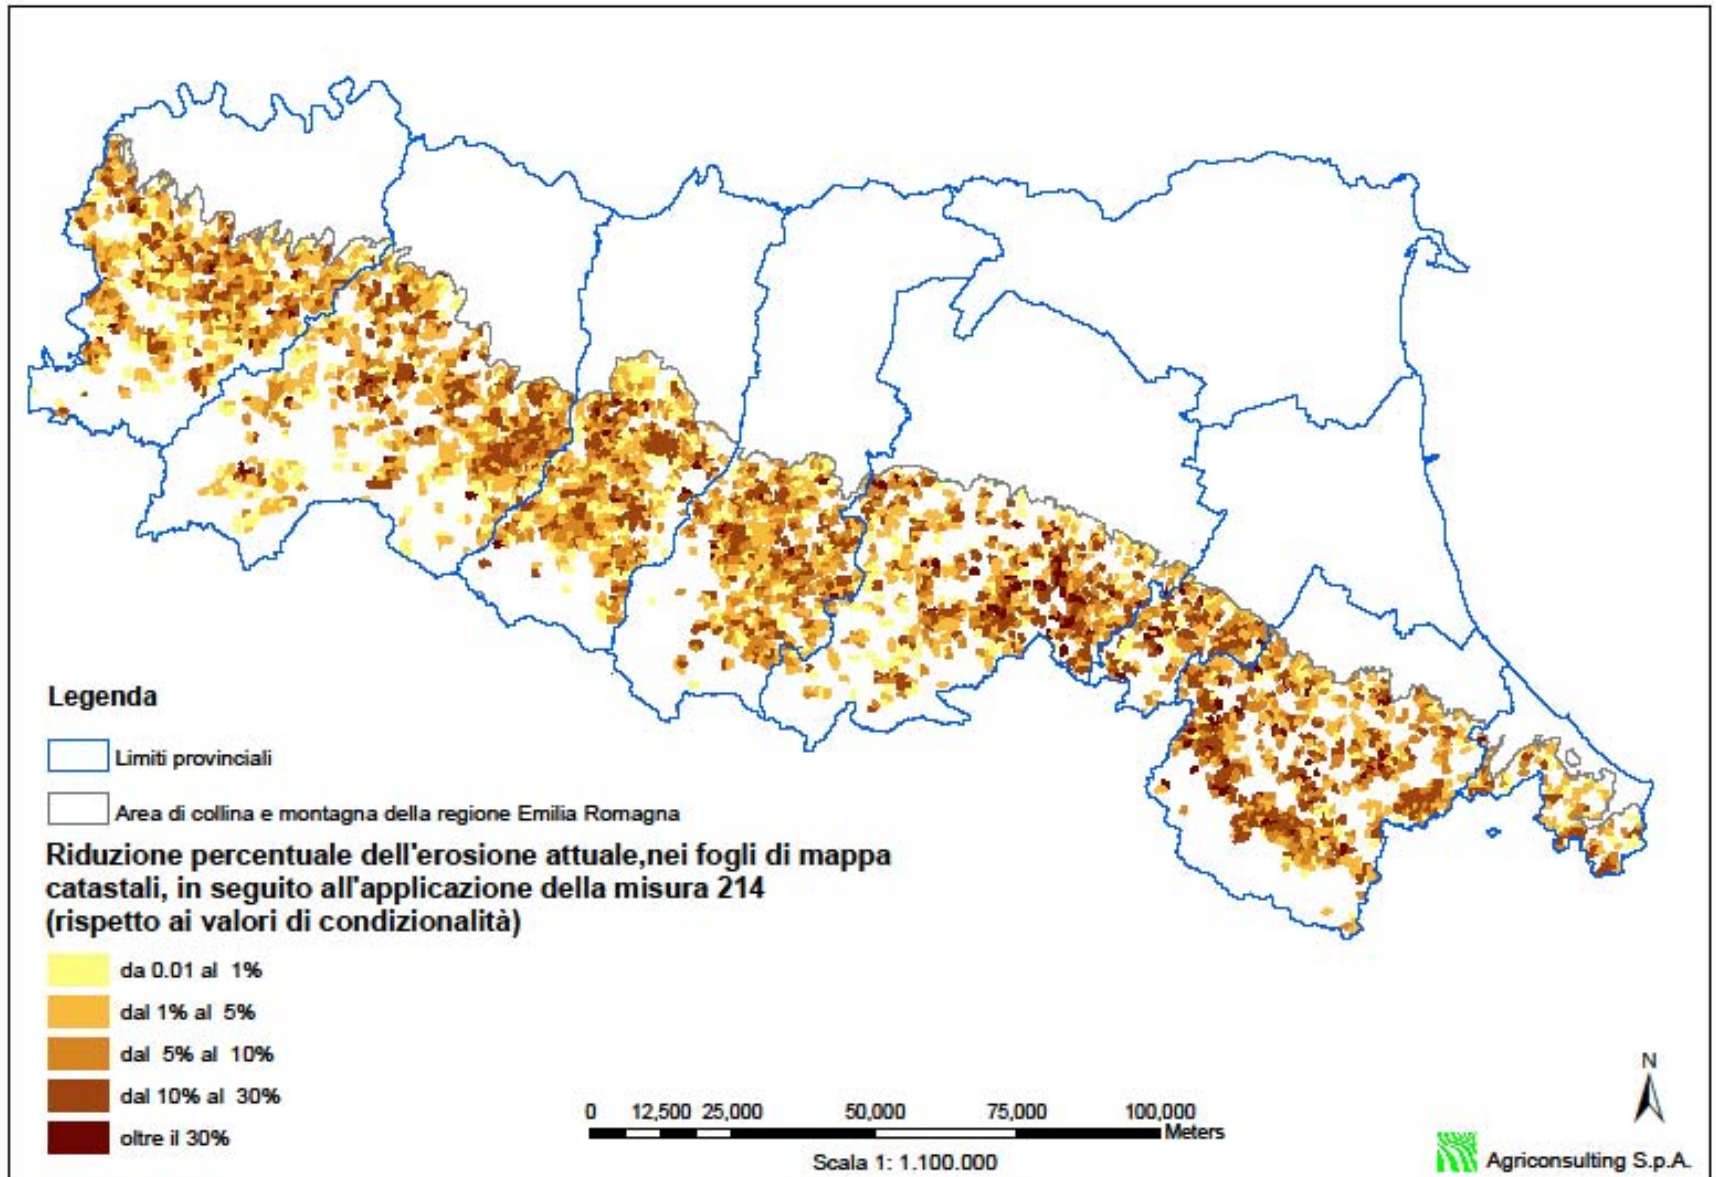 Legenda
Limiti provinciali
Area di collina e montagna della regione Emilia Romagna
Riduzione percentuale dell'erosione attuale,nei fogli di mappa
catastali, in seguito all'applicazione della misura 214
(rispetto ai valori di condizionalità)
da 0.01 al 1%
dal 1% al 5%
dal 5% al 10%
dal 10% al 30%
oltre il 30%
0 12,500 25,000 50,000 75,000 100,000
Meters
Scala 1: 1.100.000
N
Agriconsulting S.p.A.